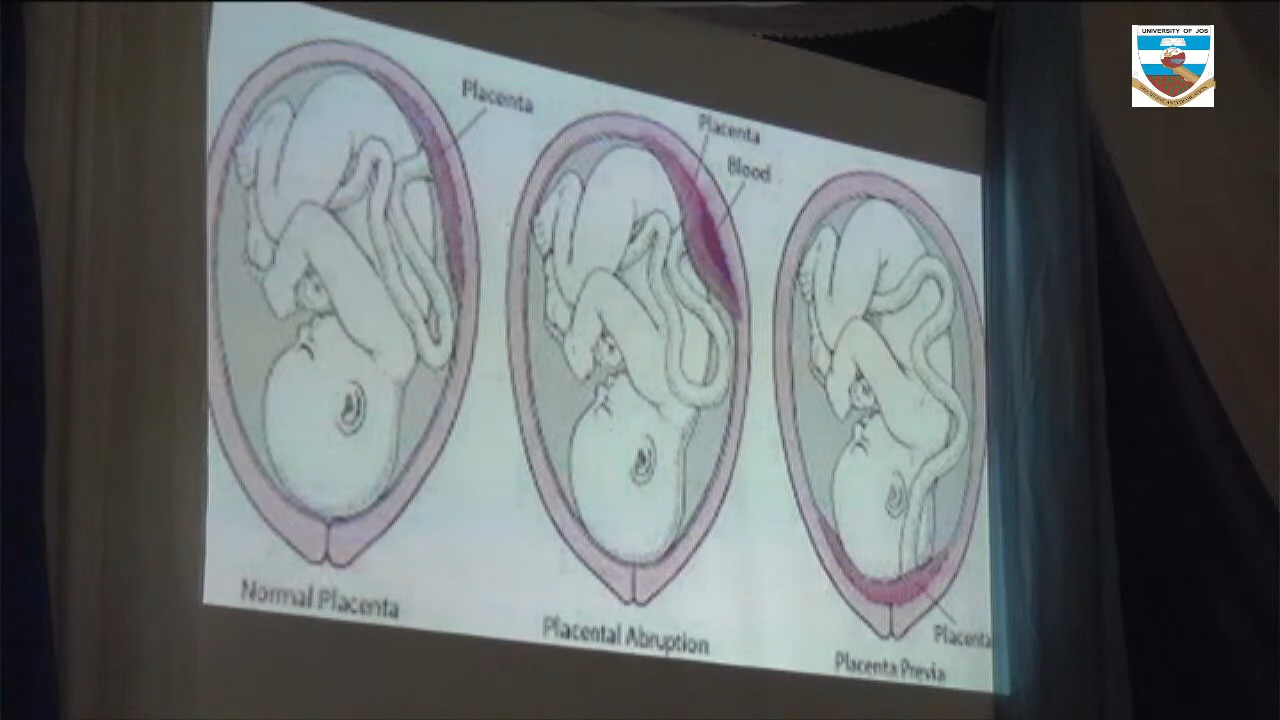 UNIVERSITY OF JOS
Placenta
Placenta
Blood
Placenta
Normal Placenta
Placental Abruption
Placenta Previa